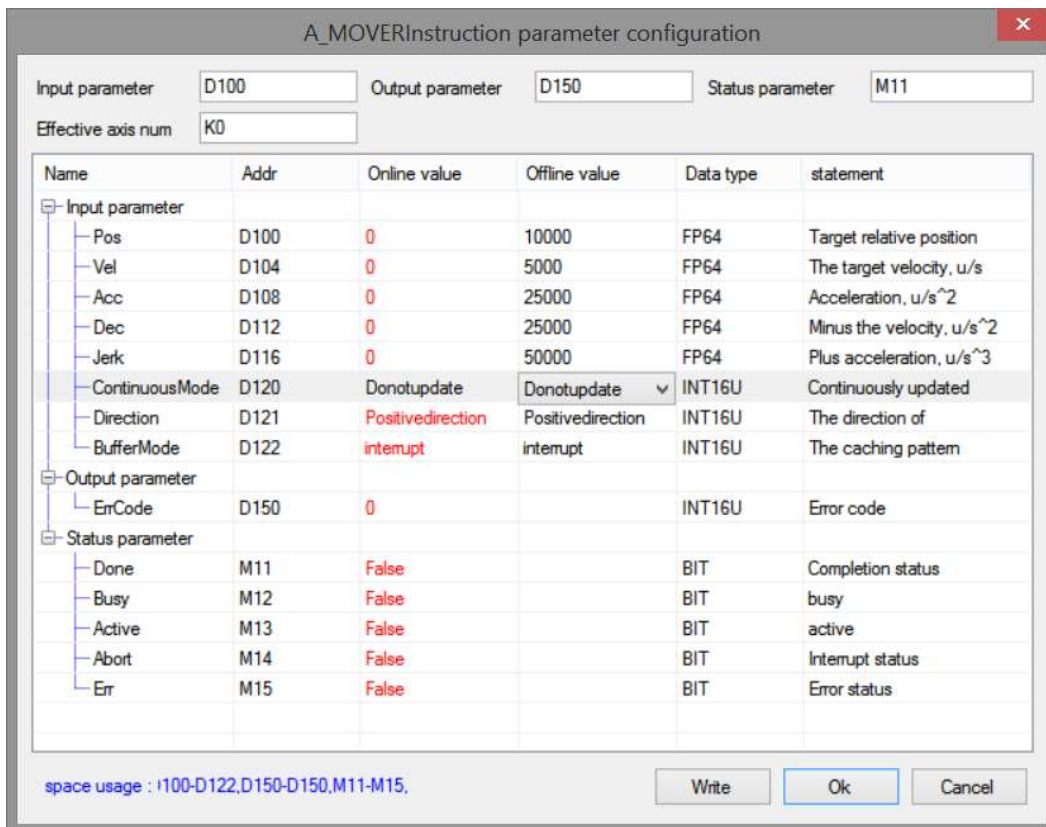 A_MOVERInstruction parameter configuration
Input parameter D100 Output parameter D150 Status parameter M11
Effective axis num K0
Name Addr Online value Offline value Data type statement
Input parameter
Pos D100 0 10000 FP64 Target relative position
Vel D104 0 5000 FP64 The target velocity, u/s
Acc D108 0 25000 FP64 Acceleration, u/s^2
Dec D112 0 25000 FP64 Minus the velocity, u/s^2
Jerk D116 0 50000 FP64 Plus acceleration, u/s^3
ContinuousMode D120 Donotupdate Donotupdate INT16U Continuously updated
Direction D121 Positivedirection Positivedirection INT16U The direction of
BufferMode D122 interrupt interrupt INT16U The caching pattern
Output parameter
ErrCode D150 0 INT16U Error code
Status parameter
Done M11 False BIT Completion status
Busy M12 False BIT busy
Active M13 False BIT active
Abort M14 False BIT Interrupt status
Err M15 False BIT Error status
space usage : 100-D122,D150-D150,M11-M15,
Write Ok Cancel